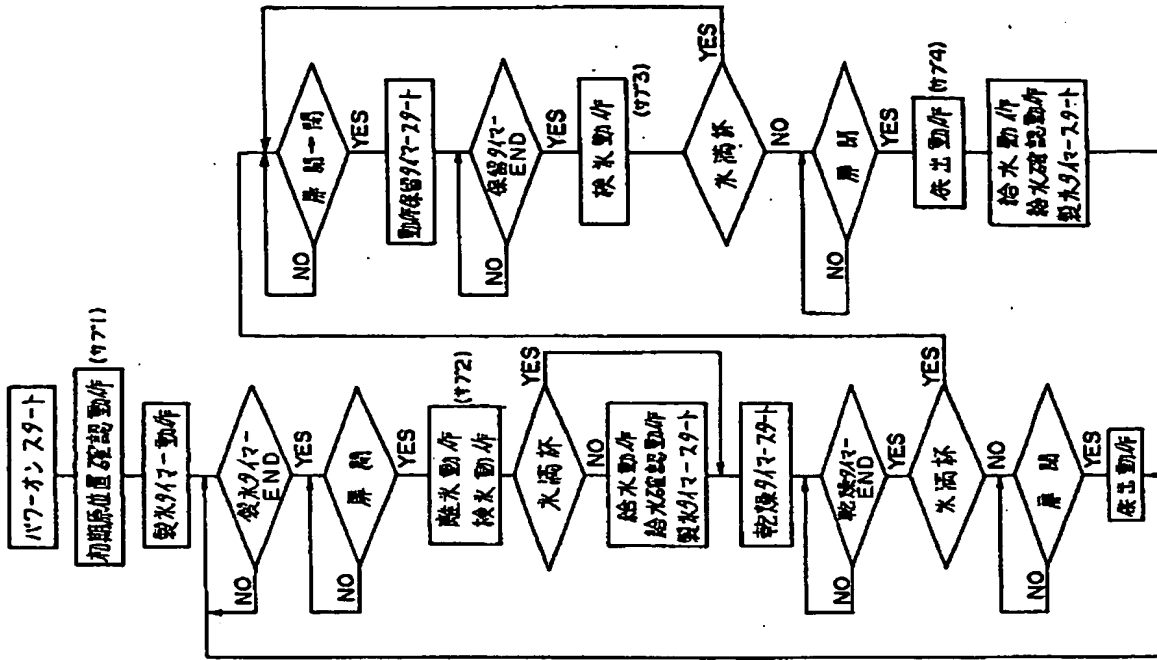 パワーオンスタート
初期原位置確認動作
(サブ1)
製氷タイマー動作
製氷タイマー
END
NO
YES
扉閉
NO
YES
離氷動作
検氷動作
(サブ2)
氷満杯
YES
NO
給水動作
給水確認動作
製氷タイマースタート
乾燥タイマースタート
乾燥タイマー
END
NO
YES
氷満杯
YES
NO
扉閉
NO
YES
供出動作
扉開→閉
NO
YES
動作保留タイマースタート
保留タイマー
END
NO
YES
検氷動作
(サブ3)
氷満杯
YES
NO
扉閉
NO
YES
供出動作
(サブ4)
給水動作
給水確認動作
製氷タイマースタート